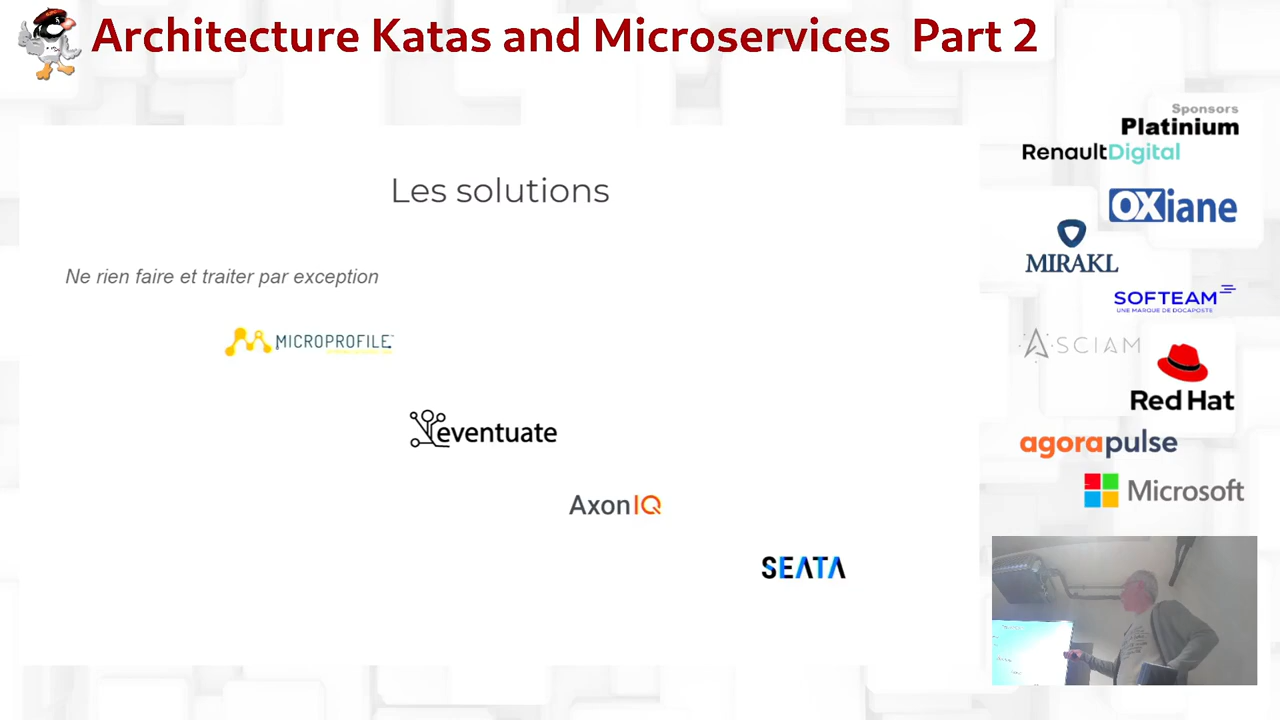 Architecture Katas and Microservices Part 2
Les solutions
Ne rien faire et traiter par exception
MICROPROFILE
eventuate
AxonIQ
SEATA
Sponsors
Platinium
RenaultDigital
OXiane
MIRAKL
SOFTEAM
UNE MARQUE DE DOCAPOSTE
ASCIAM
Red Hat
agorapulse
Microsoft